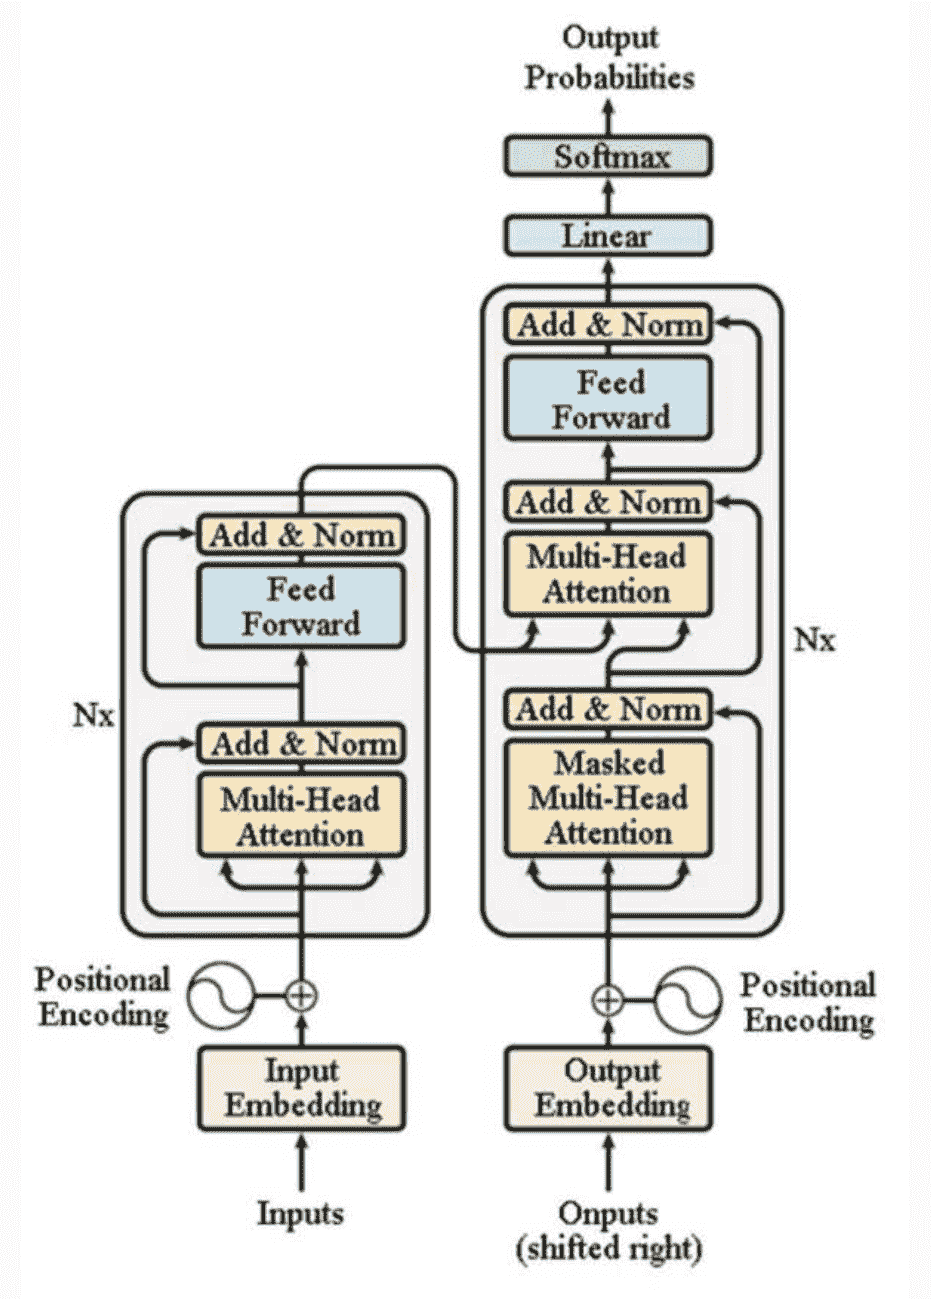 Output
Probabilities
Softmax
Linear
Add & Norm
Feed
Forward
Add & Norm
Multi-Head
Attention
Nx
Add & Norm
Masked
Multi-Head
Attention
Add & Norm
Feed
Forward
Nx
Add & Norm
Multi-Head
Attention
Positional
Encoding
Positional
Encoding
Input
Embedding
Output
Embedding
Inputs
Onputs
(shifted right)